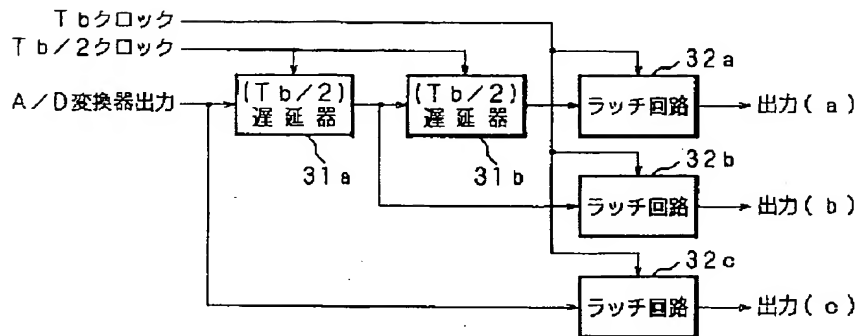 Tbクロック
Tb/2クロック
A/D変換器出力
(Tb/2)
遅延器
31a
(Tb/2)
遅延器
31b
32a
ラッチ回路
出力(a)
32b
ラッチ回路
出力(b)
32c
ラッチ回路
出力(c)